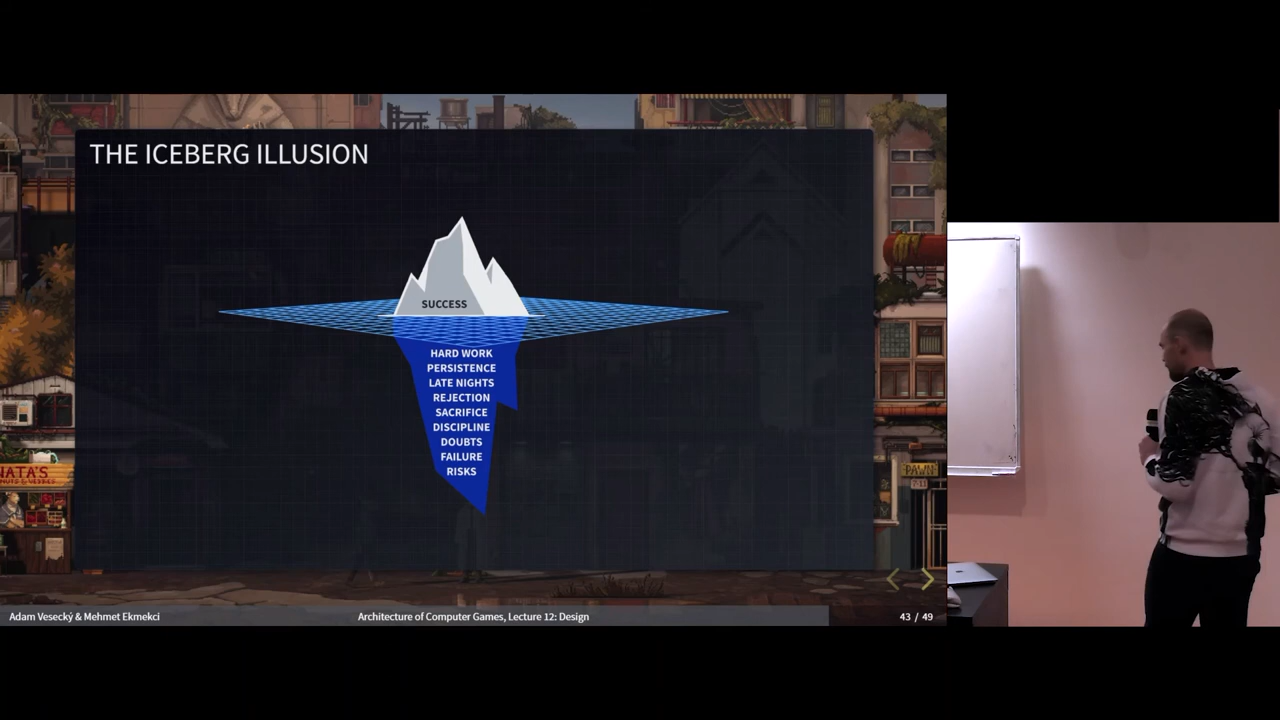 THE ICEBERG ILLUSION
SUCCESS
HARD WORK
PERSISTENCE
LATE NIGHTS
REJECTION
SACRIFICE
DISCIPLINE
DOUBTS
FAILURE
RISKS
NATA'S
Adam Vesecký & Mehmet Ekmekci
Architecture of Computer Games, Lecture 12: Design
43 / 49